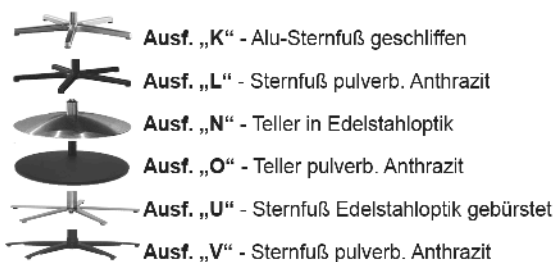 Ausf. „K“ - Alu-Sternfuß geschliffen
Ausf. „L“ - Sternfuß pulverb. Anthrazit
Ausf. „N“ - Teller in Edelstahloptik
Ausf. „O“ - Teller pulverb. Anthrazit
Ausf. „U“ - Sternfuß Edelstahloptik gebürstet
Ausf. „V“ - Sternfuß pulverb. Anthrazit